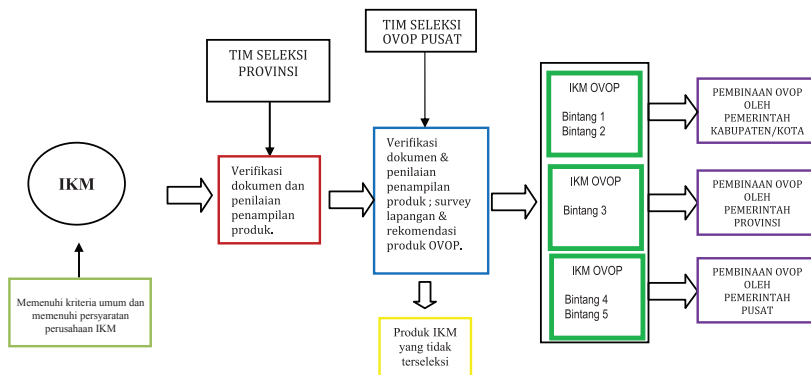 TIM SELEKSI
PROVINSI
TIM SELEKSI
OVOP PUSAT
IKM
Memenuhi kriteria umum dan
memenuhi persyaratan
perusahaan IKM
Verifikasi
dokumen dan
penilaian
penampilan
produk.
Verifikasi
dokumen &
penilaian
penampilan
produk ; survey
lapangan &
rekomendasi
produk OVOP.
Produk IKM
yang tidak
terseleksi
IKM OVOP
Bintang 1
Bintang 2
IKM OVOP
Bintang 3
IKM OVOP
Bintang 4
Bintang 5
PEMBINAAN OVOP
OLEH
PEMERINTAH
KABUPATEN/KOTA
PEMBINAAN OVOP
OLEH
PEMERINTAH
PROVINSI
PEMBINAAN OVOP
OLEH
PEMERINTAH
PUSAT